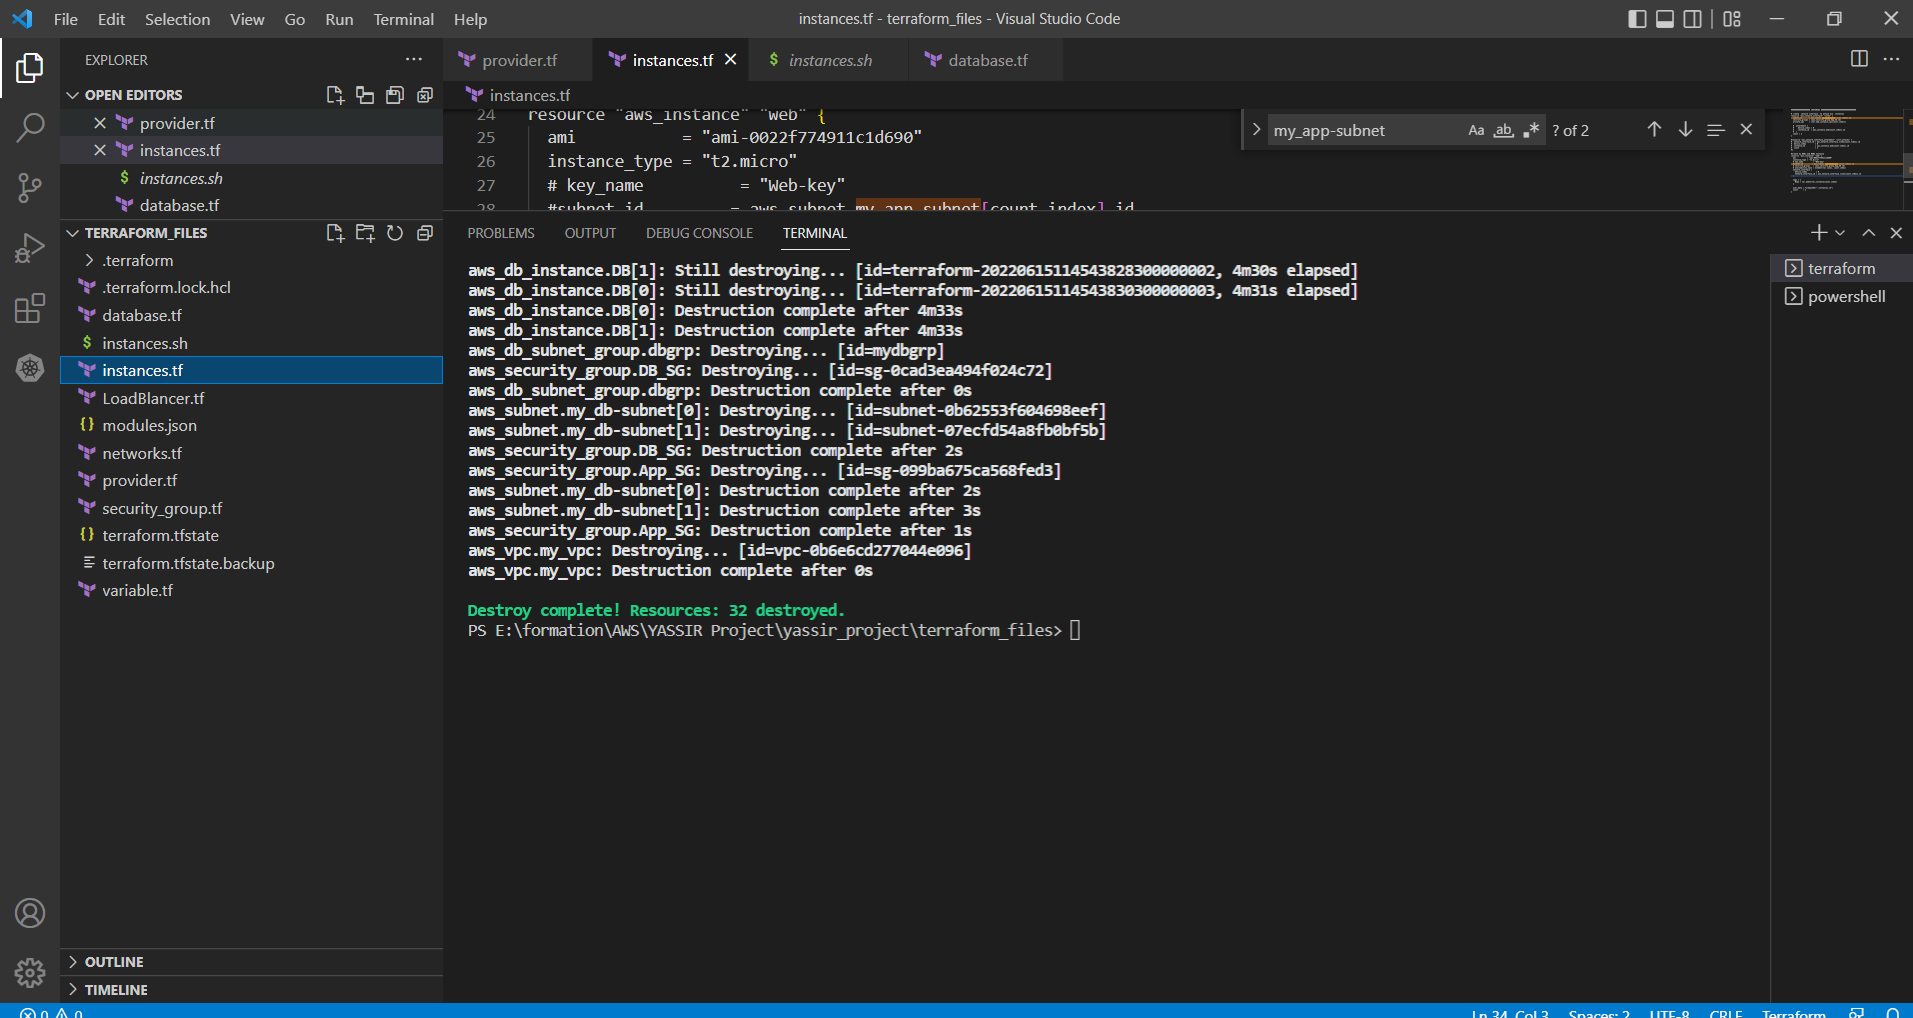 File Edit Selection View Go Run Terminal Help
instances.tf - terraform_files - Visual Studio Code
EXPLORER
OPEN EDITORS
provider.tf
instances.tf
instances.sh
database.tf
TERRAFORM_FILES
.terraform
.terraform.lock.hcl
database.tf
instances.sh
instances.tf
LoadBlancer.tf
modules.json
networks.tf
provider.tf
security_group.tf
terraform.tfstate
terraform.tfstate.backup
variable.tf
OUTLINE
TIMELINE
provider.tf instances.tf instances.sh database.tf
instances.tf
24 resource "aws_instance" "web" {
25 ami = "ami-0022f774911c1d690"
26 instance_type = "t2.micro"
27 # key_name = "Web-key"
28 #subnet_id = aws_subnet.my_app_subnet[count.index].id
my_app-subnet Aa ab .* ? of 2
PROBLEMS OUTPUT DEBUG CONSOLE TERMINAL
aws_db_instance.DB[1]: Still destroying... [id=terraform-20220615114543828300000002, 4m30s elapsed]
aws_db_instance.DB[0]: Still destroying... [id=terraform-20220615114543830300000003, 4m31s elapsed]
aws_db_instance.DB[0]: Destruction complete after 4m33s
aws_db_instance.DB[1]: Destruction complete after 4m33s
aws_db_subnet_group.dbgrp: Destroying... [id=mydbgrp]
aws_security_group.DB_SG: Destroying... [id=sg-0cad3ea494f024c72]
aws_db_subnet_group.dbgrp: Destruction complete after 0s
aws_subnet.my_db-subnet[0]: Destroying... [id=subnet-0b62553f604698eef]
aws_subnet.my_db-subnet[1]: Destroying... [id=subnet-07ecfd54a8fb0bf5b]
aws_security_group.DB_SG: Destruction complete after 2s
aws_security_group.App_SG: Destroying... [id=sg-099ba675ca568fed3]
aws_subnet.my_db-subnet[0]: Destruction complete after 2s
aws_subnet.my_db-subnet[1]: Destruction complete after 3s
aws_security_group.App_SG: Destruction complete after 1s
aws_vpc.my_vpc: Destroying... [id=vpc-0b6e6cd277044e096]
aws_vpc.my_vpc: Destruction complete after 0s
Destroy complete! Resources: 32 destroyed.
PS E:\formation\AWS\YASSIR Project\yassir_project\terraform_files>
terraform
powershell
0 0 Ln 34, Col 3 Spaces: 2 UTF-8 CRLF Terraform